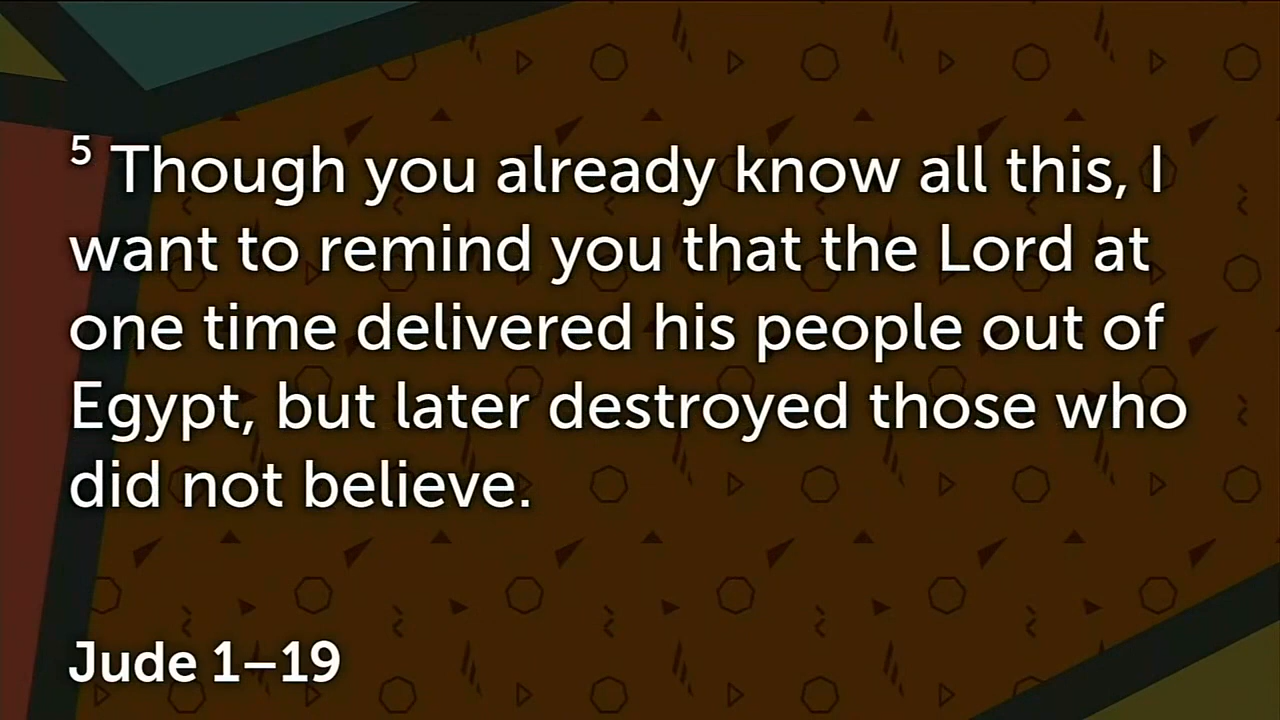 5 Though you already know all this, I
want to remind you that the Lord at
one time delivered his people out of
Egypt, but later destroyed those who
did not believe.
Jude 1–19